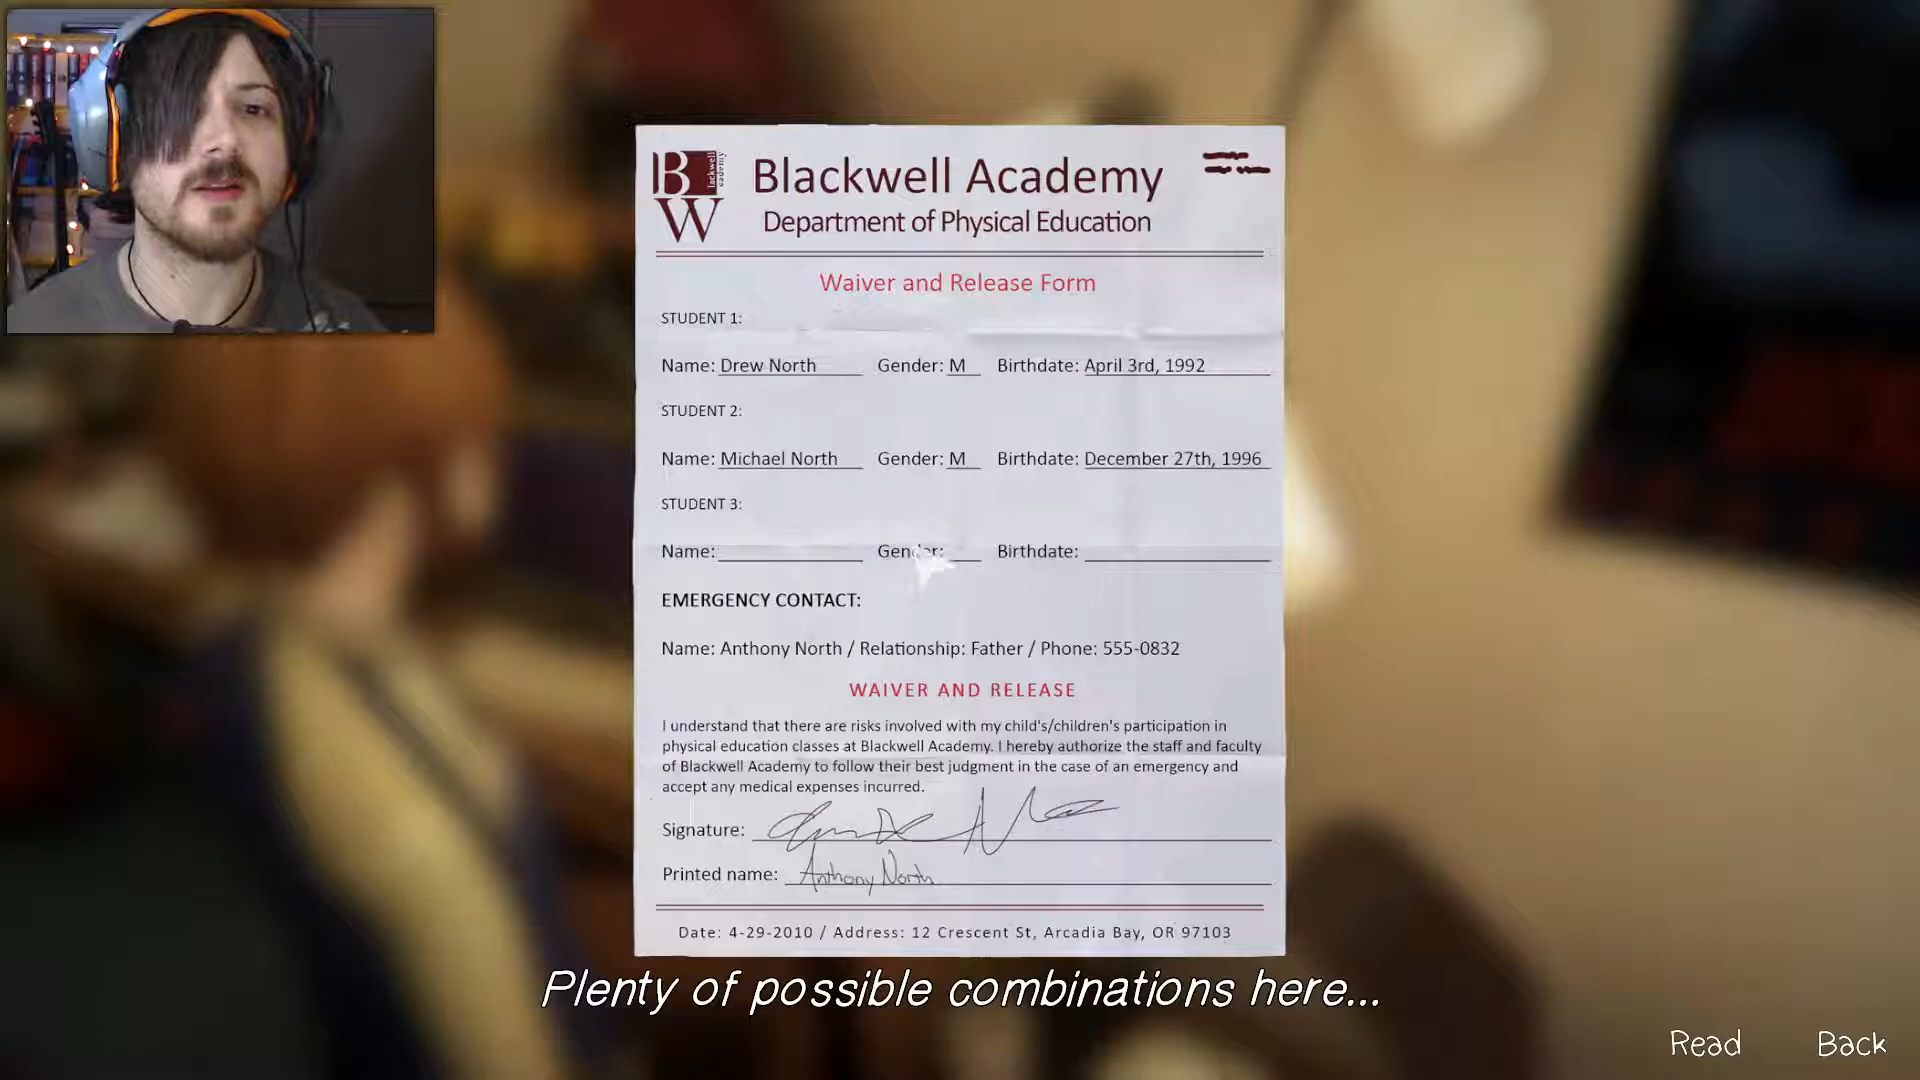 B lackwell cademy
W
Blackwell Academy
Department of Physical Education
Waiver and Release Form
STUDENT 1:
Name: Drew North Gender: M Birthdate: April 3rd, 1992
STUDENT 2:
Name: Michael North Gender: M Birthdate: December 27th, 1996
STUDENT 3:
Name: Gender: Birthdate:
EMERGENCY CONTACT:
Name: Anthony North / Relationship: Father / Phone: 555-0832
WAIVER AND RELEASE
I understand that there are risks involved with my child's/children's participation in
physical education classes at Blackwell Academy. I hereby authorize the staff and faculty
of Blackwell Academy to follow their best judgment in the case of an emergency and
accept any medical expenses incurred.
Signature:
Printed name: Anthony North
Date: 4-29-2010 / Address: 12 Crescent St, Arcadia Bay, OR 97103
Plenty of possible combinations here...
Read Back